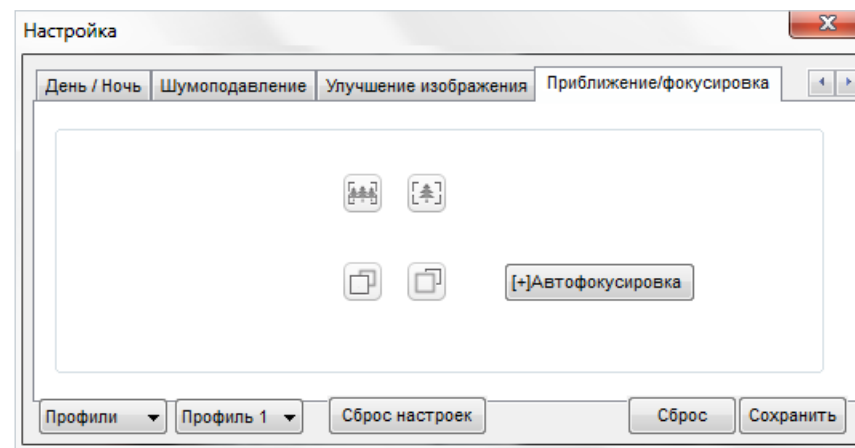 Настройка
День / Ночь Шумоподавление Улучшение изображения Приближение/фокусировка
[+]Автофокусировка
Профили Профиль 1 Сброс настроек Сброс Сохранить